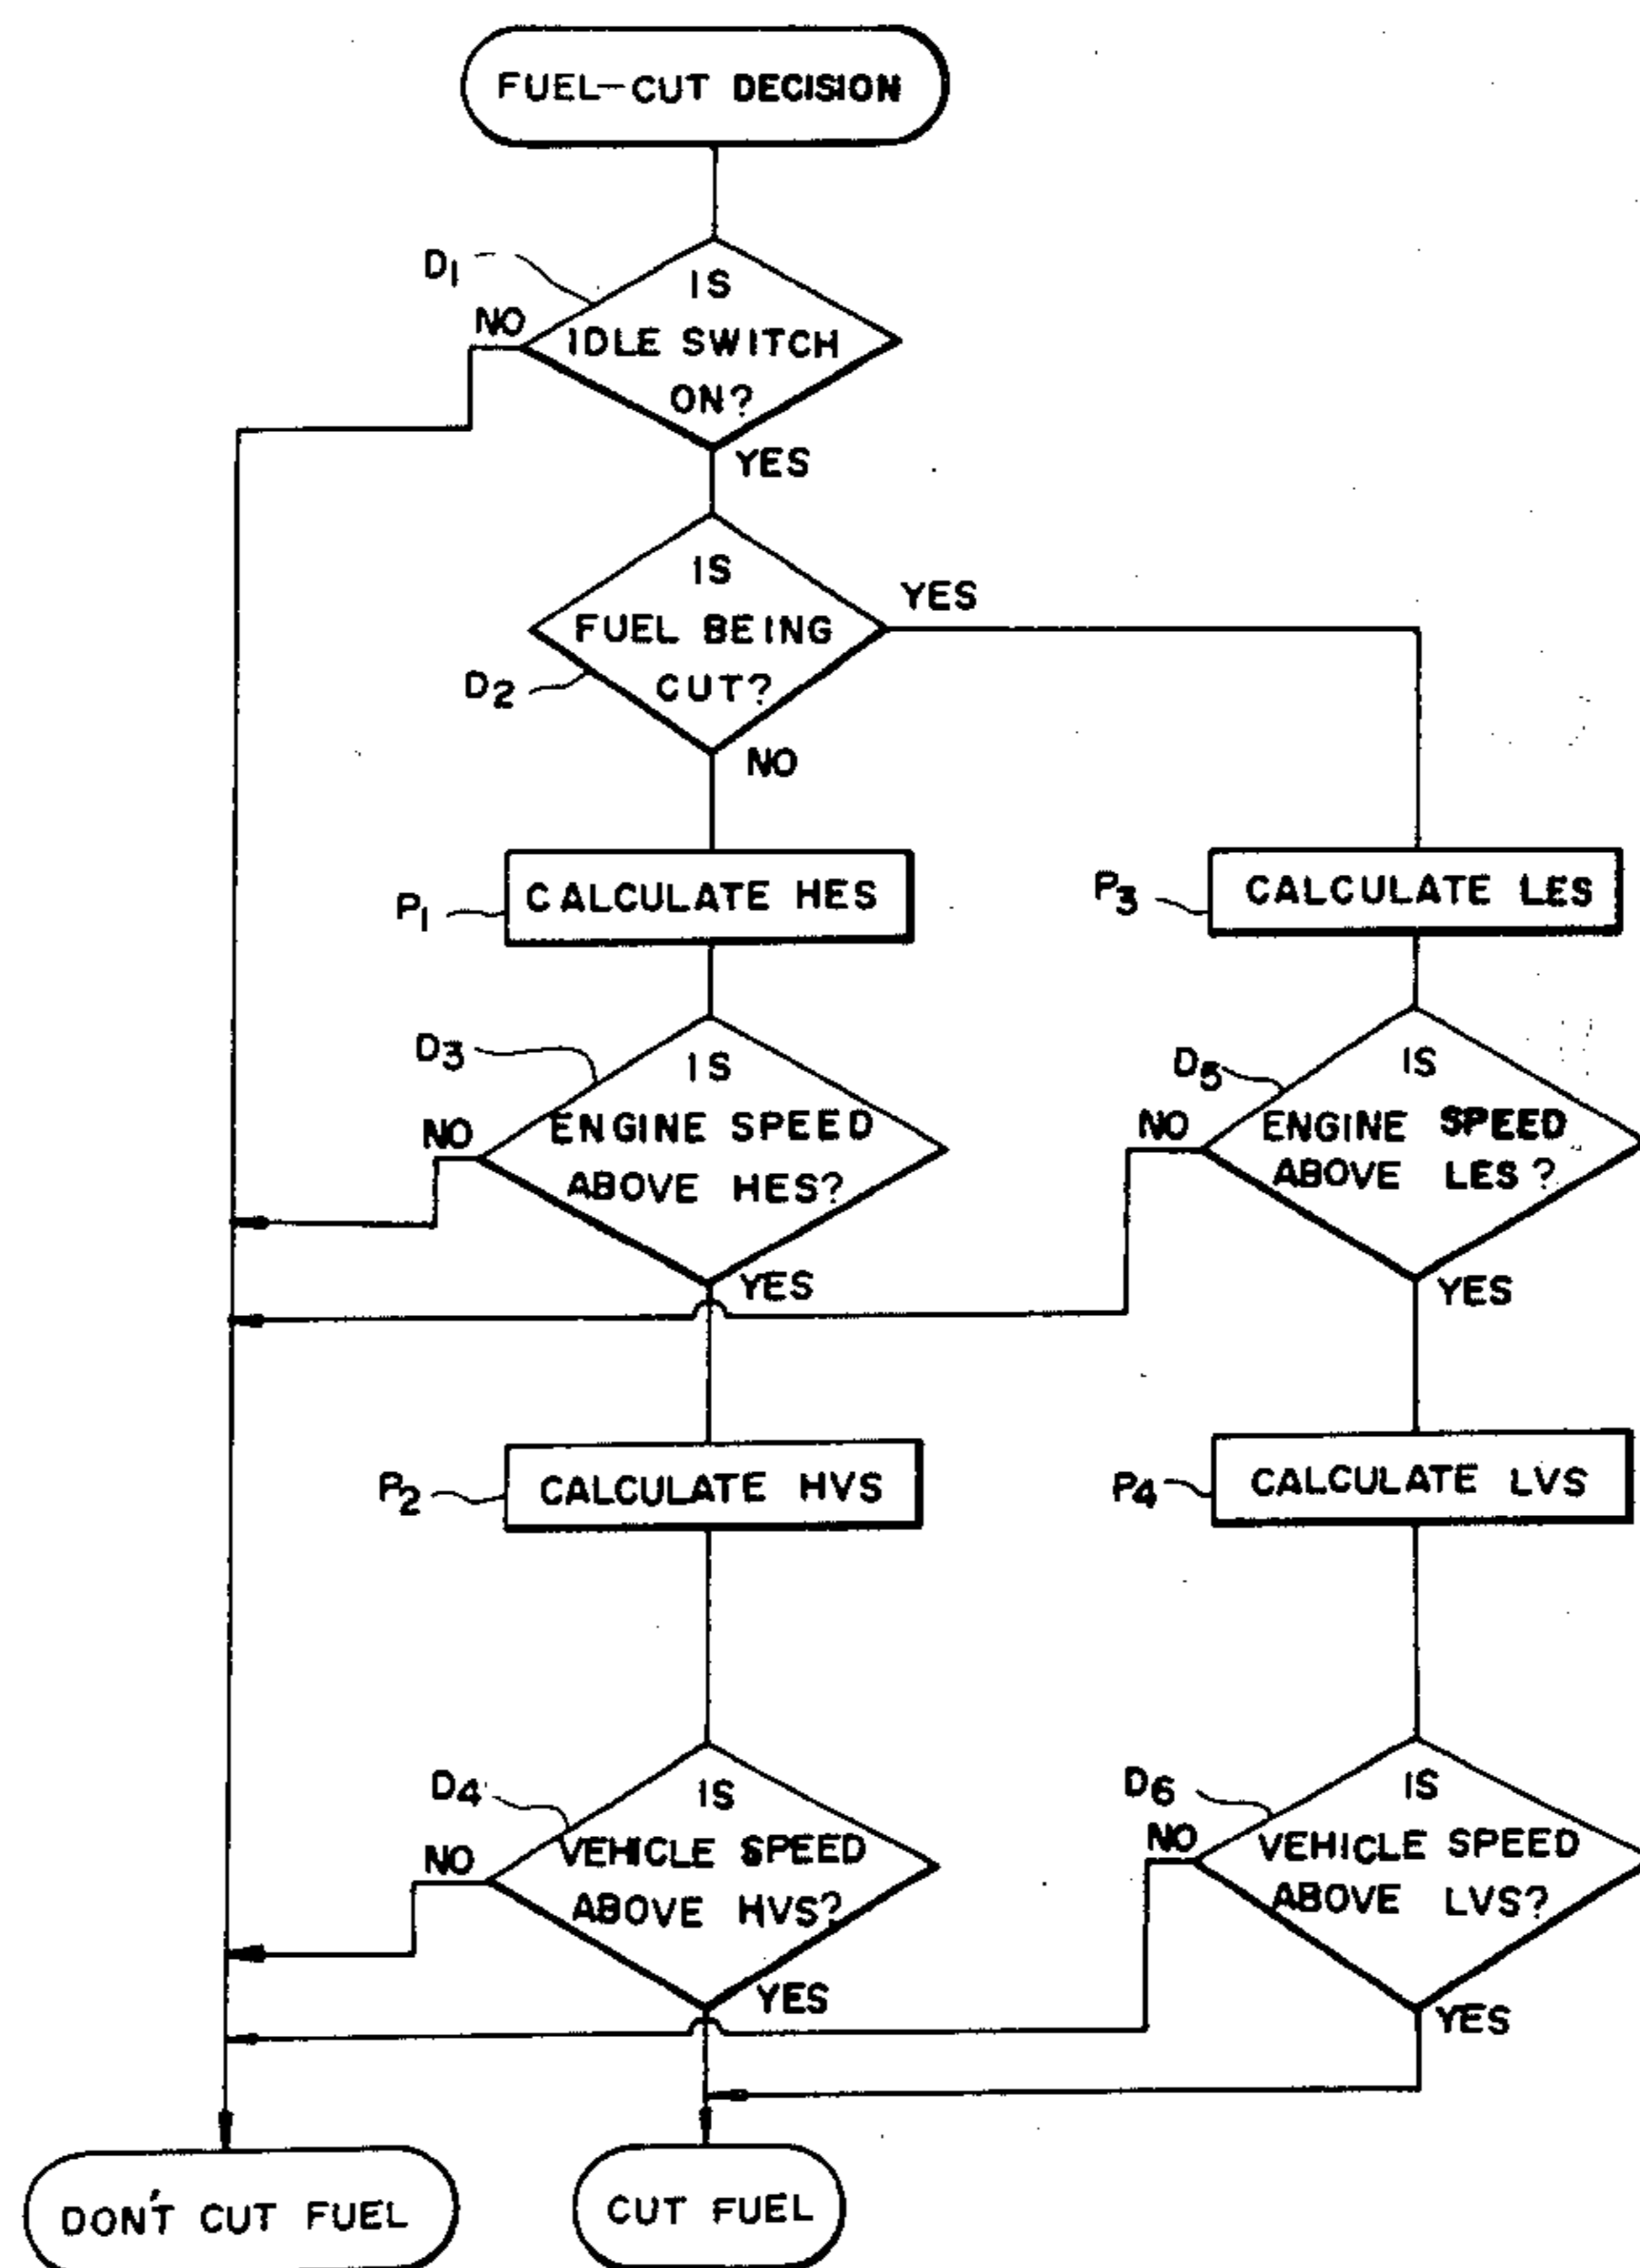 FUEL-CUT DECISION
D1
IS
IDLE SWITCH
ON?
NO
YES
IS
FUEL BEING
CUT?
D2
YES
NO
P1
CALCULATE HES
P3
CALCULATE LES
D3
IS
ENGINE SPEED
ABOVE HES?
NO
YES
D5
IS
ENGINE SPEED
ABOVE LES?
NO
YES
P2
CALCULATE HVS
P4
CALCULATE LVS
D4
IS
VEHICLE SPEED
ABOVE HVS?
NO
YES
D6
IS
VEHICLE SPEED
ABOVE LVS?
NO
YES
DON'T CUT FUEL
CUT FUEL